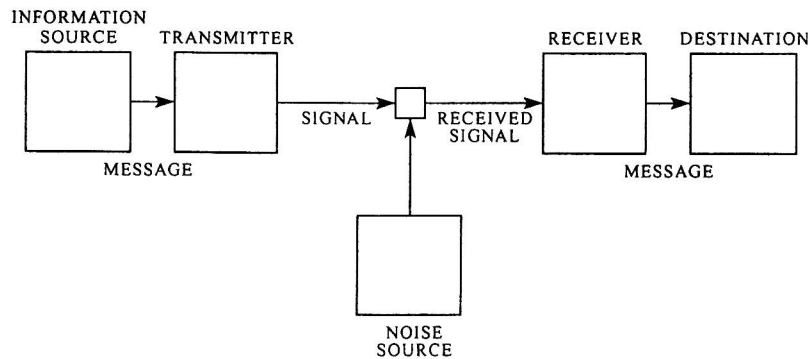 INFORMATION
SOURCE
TRANSMITTER
RECEIVER
DESTINATION
SIGNAL
RECEIVED
SIGNAL
MESSAGE
MESSAGE
NOISE
SOURCE